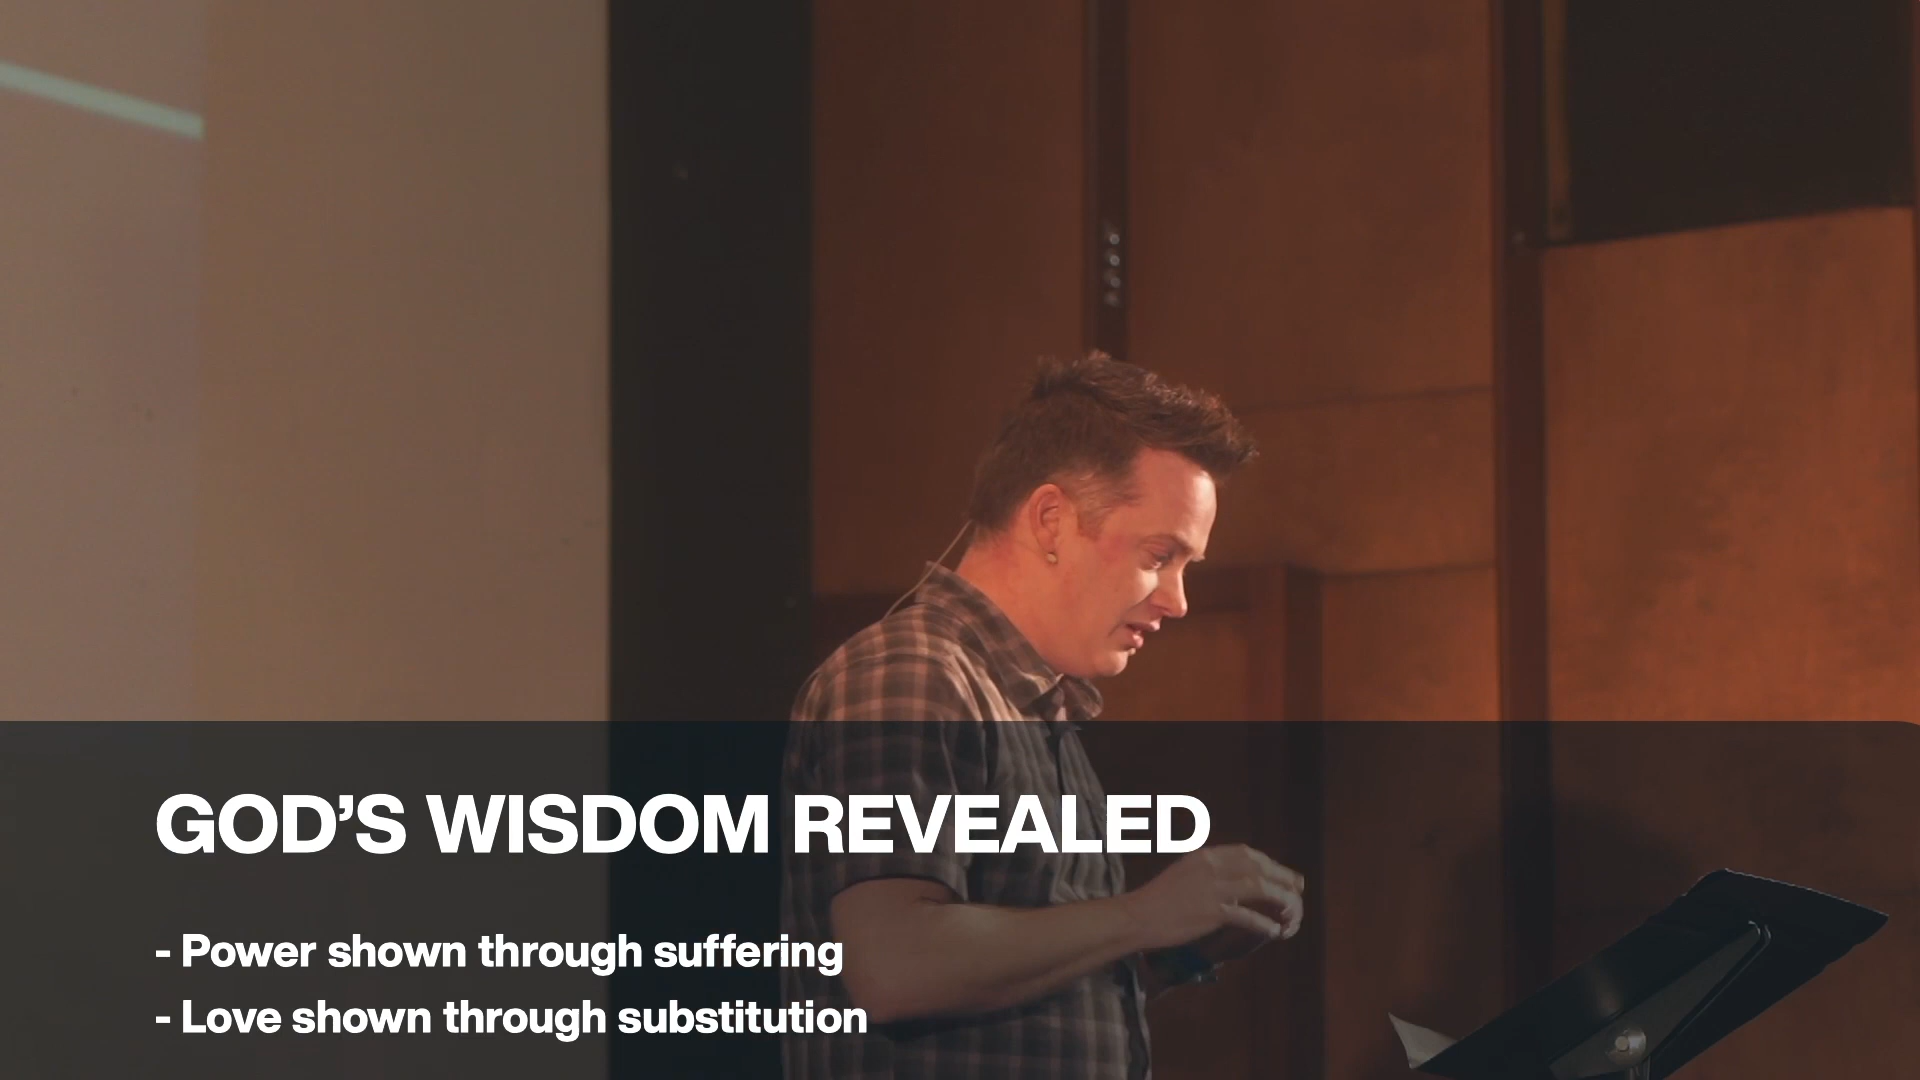 GOD’S WISDOM REVEALED
- Power shown through suffering
- Love shown through substitution